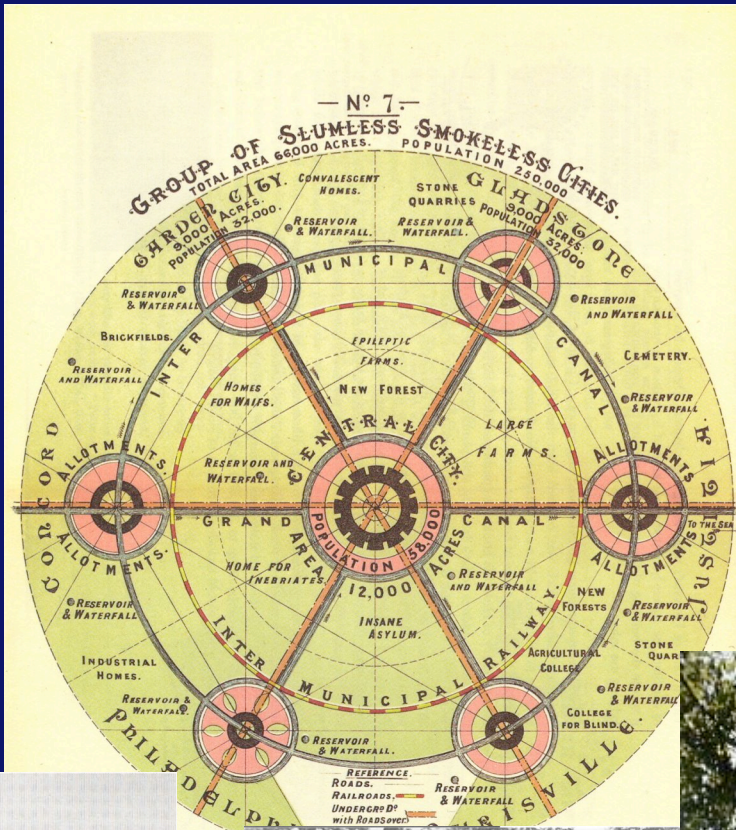 — Nº 7. —
GROUP OF SLUMLESS SMOKELESS CITIES.
TOTAL AREA 66,000 ACRES. POPULATION 250,000
GARDEN CITY.
9,000 ACRES.
POPULATION 32,000.
CONVALESCENT
HOMES.
STONE
QUARRIES
GLADSTONE
9,000 ACRES
POPULATION
32,000
RESERVOIR
& WATERFALL.
RESERVOIR &
WATERFALL.
INTER MUNICIPAL CANAL
RESERVOIR
& WATERFALL
RESERVOIR
AND WATERFALL
BRICKFIELDS.
EPILEPTIC
FARMS.
CEMETERY.
RESERVOIR
AND WATERFALL
HOMES
FOR WAIFS.
NEW FOREST
RESERVOIR
& WATERFALL
LARGE
FARMS.
CENTRAL CITY.
CONCORD
ALLOTMENTS.
ALLOTMENTS
RESERVOIR AND
WATERFALL.
GRAND CANAL
TO THE SEA
AREA 12,000 ACRES
POPULATION 58,000
ALLOTMENTS.
ALLOTMENTS
HOME FOR
INEBRIATES.
RESERVOIR
AND WATERFALL
RESERVOIR
& WATERFALL
NEW
FORESTS
RESERVOIR
& WATERFALL
INSANE
ASYLUM.
INTER MUNICIPAL RAILWAY.
AGRICULTURAL
COLLEGE
STONE
INDUSTRIAL
HOMES.
RESERVOIR
RESERVOIR &
WATERFALL.
COLLEGE
FOR BLIND.
RESERVOIR
& WATERFALL.
REFERENCE.
ROADS.
RAILROADS.
UNDERGRD Dº
with ROADS over
RESERVOIR
& WATERFALL